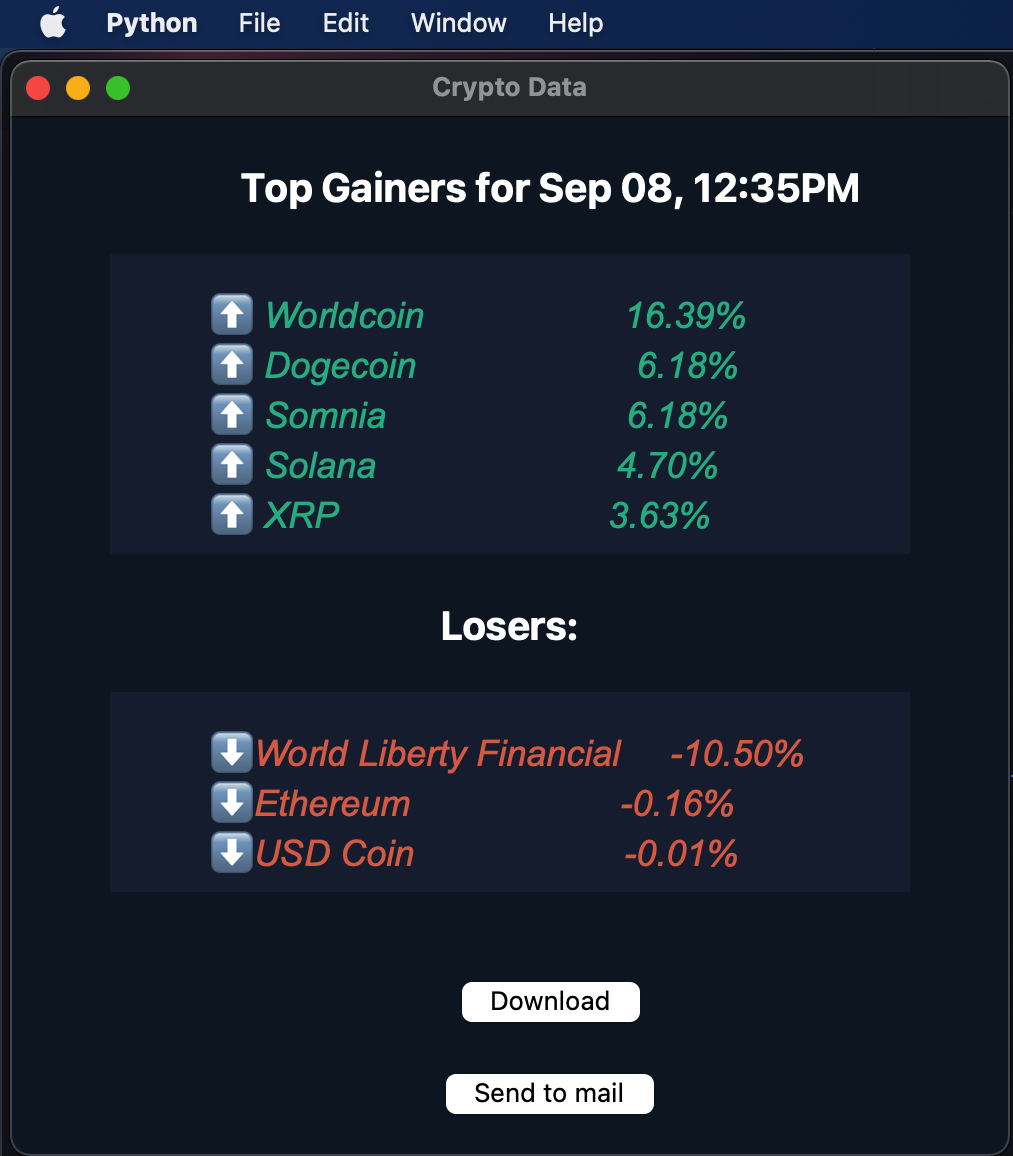 Python File Edit Window Help
Crypto Data
Top Gainers for Sep 08, 12:35PM
⬆️ Worldcoin 16.39%
⬆️ Dogecoin 6.18%
⬆️ Somnia 6.18%
⬆️ Solana 4.70%
⬆️ XRP 3.63%
Losers:
⬇️World Liberty Financial -10.50%
⬇️Ethereum -0.16%
⬇️USD Coin -0.01%
Download
Send to mail